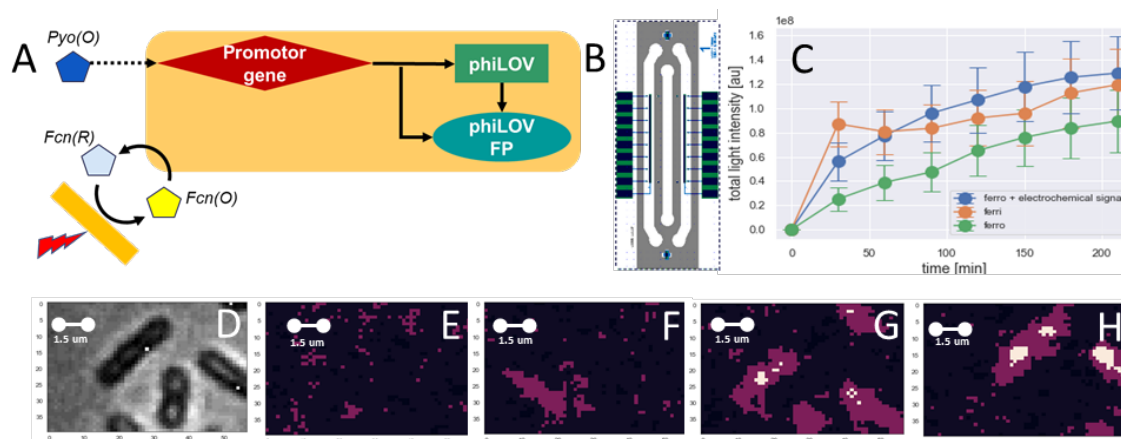 A
Pyo(O)
Promotor
gene
phiLOV
phiLOV
FP
Fcn(R)
Fcn(O)
B
1
C
1e8
total light intensity [au]
1.6
1.4
1.2
1.0
0.8
0.6
0.4
0.2
0.0
ferro + electrochemical signal
ferri
ferro
0 50 100 150 200
time [min]
D
1.5 um
E
1.5 um
F
1.5 um
G
1.5 um
H
1.5 um